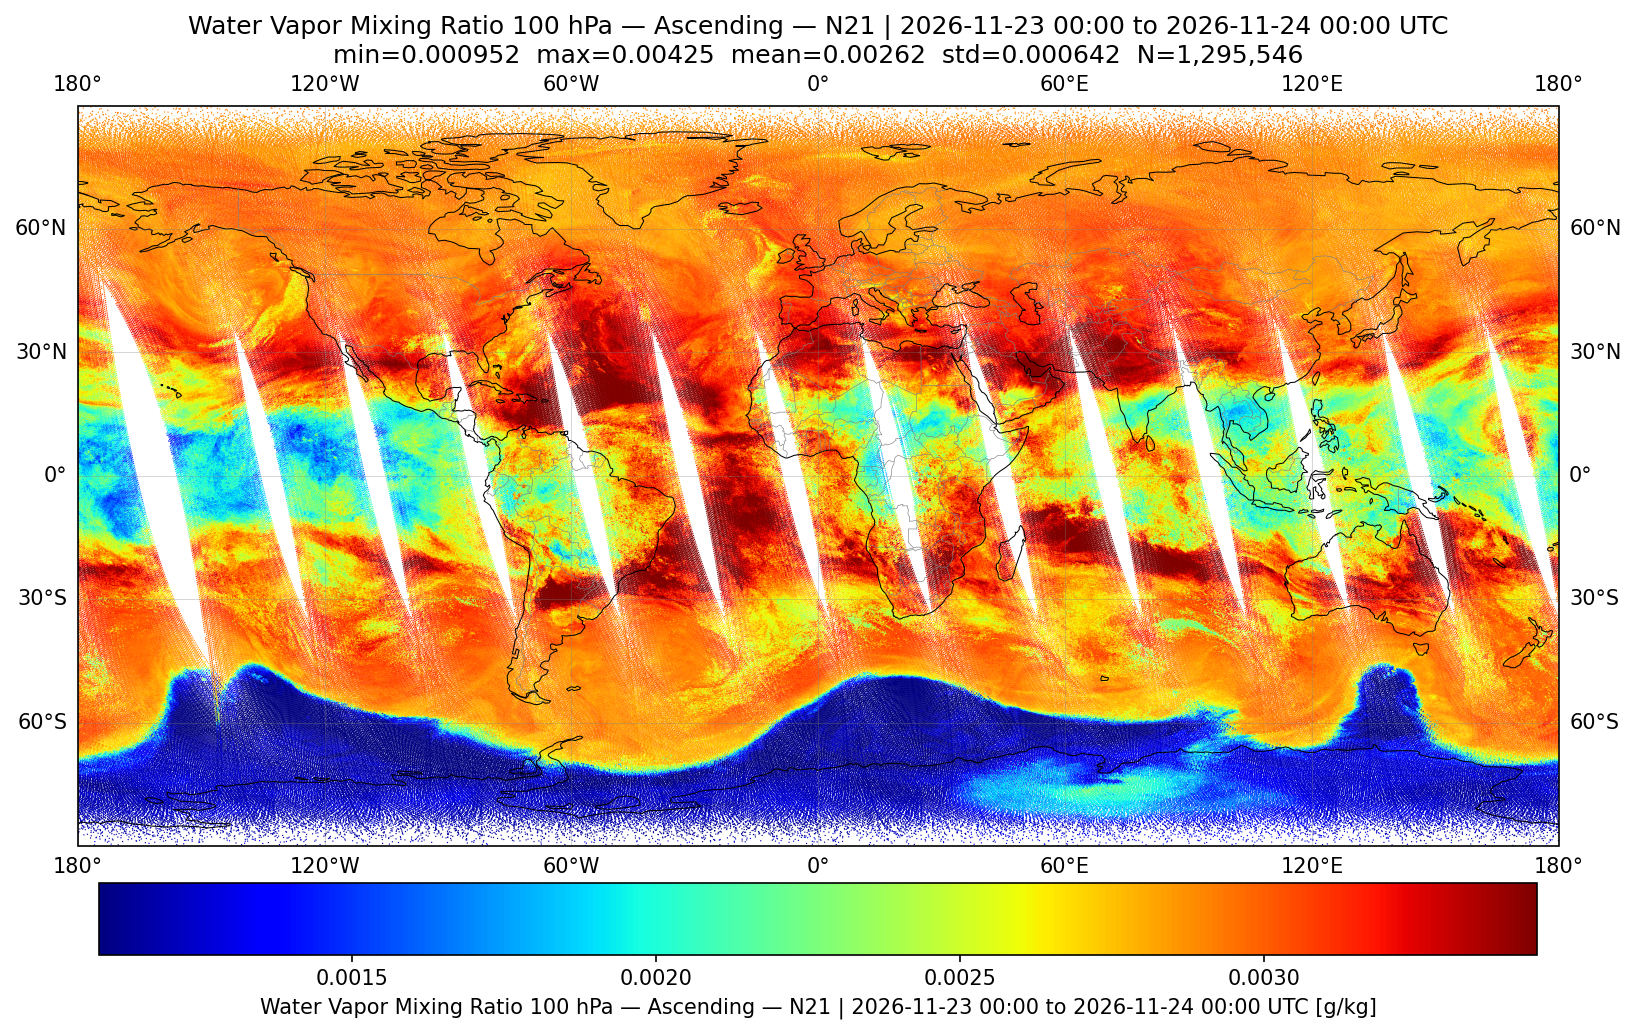 Water Vapor Mixing Ratio 100 hPa — Ascending — N21 | 2026-11-23 00:00 to 2026-11-24 00:00 UTC
min=0.000952 max=0.00425 mean=0.00262 std=0.000642 N=1,295,546
180° 120°W 60°W 0° 60°E 120°E 180°
60°N 60°N
30°N 30°N
0° 0°
30°S 30°S
60°S 60°S
180° 120°W 60°W 0° 60°E 120°E 180°
0.0015 0.0020 0.0025 0.0030
Water Vapor Mixing Ratio 100 hPa — Ascending — N21 | 2026-11-23 00:00 to 2026-11-24 00:00 UTC [g/kg]